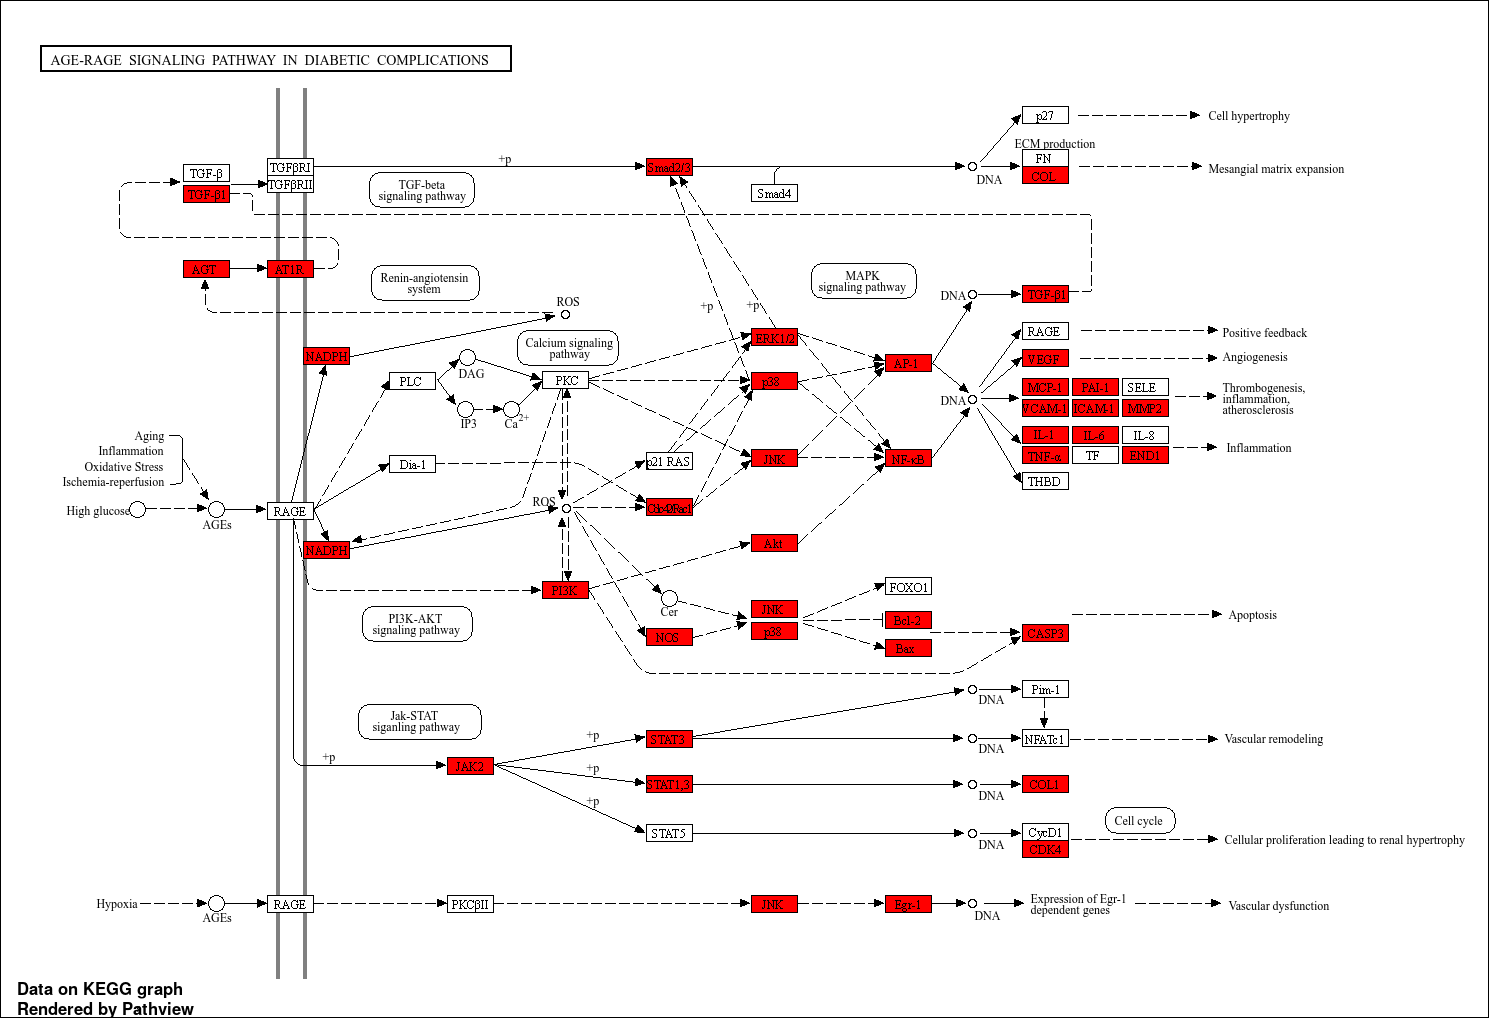 AGE-RAGE SIGNALING PATHWAY IN DIABETIC COMPLICATIONS
p27
Cell hypertrophy
ECM production
TGFβRI
+p
Smad2/3
FN
TGF-β
DNA
COL
Mesangial matrix expansion
TGFβRII
TGF-β1
TGF-beta
signaling pathway
Smad4
AGT
AT1R
Renin-angiotensin
system
MAPK
signaling pathway
ROS
+p
+p
DNA
TGF-β1
NADPH
Calcium signaling
pathway
ERK1/2
RAGE
Positive feedback
DAG
AP-1
VEGF
Angiogenesis
PLC
PKC
p38
MCP-1
PAI-1
SELE
Thrombogenesis,
inflammation,
atherosclerosis
DNA
VCAM-1
ICAM-1
MMP2
IP3
Ca2+
Aging
Inflammation
Oxidative Stress
Ischemia-reperfusion
IL-1
IL-6
IL-8
Inflammation
TNF-α
TF
END1
Dia-1
p21 RAS
JNK
NF-κB
THBD
High glucose
AGEs
RAGE
ROS
NADPH
Akt
PI3K
FOXO1
Cer
JNK
PI3K-AKT
signaling pathway
NOS
p38
Bcl-2
CASP3
Apoptosis
Bax
DNA
Pim-1
Jak-STAT
siganling pathway
+p
STAT3
DNA
NFATc1
Vascular remodeling
+p
JAK2
+p
STAT1,3
DNA
COL1
+p
STAT5
DNA
CycD1
Cell cycle
CDK4
Cellular proliferation leading to renal hypertrophy
Hypoxia
AGEs
RAGE
PKCβII
JNK
Egr-1
DNA
Expression of Egr-1
dependent genes
Vascular dysfunction
Data on KEGG graph
Rendered by Pathview